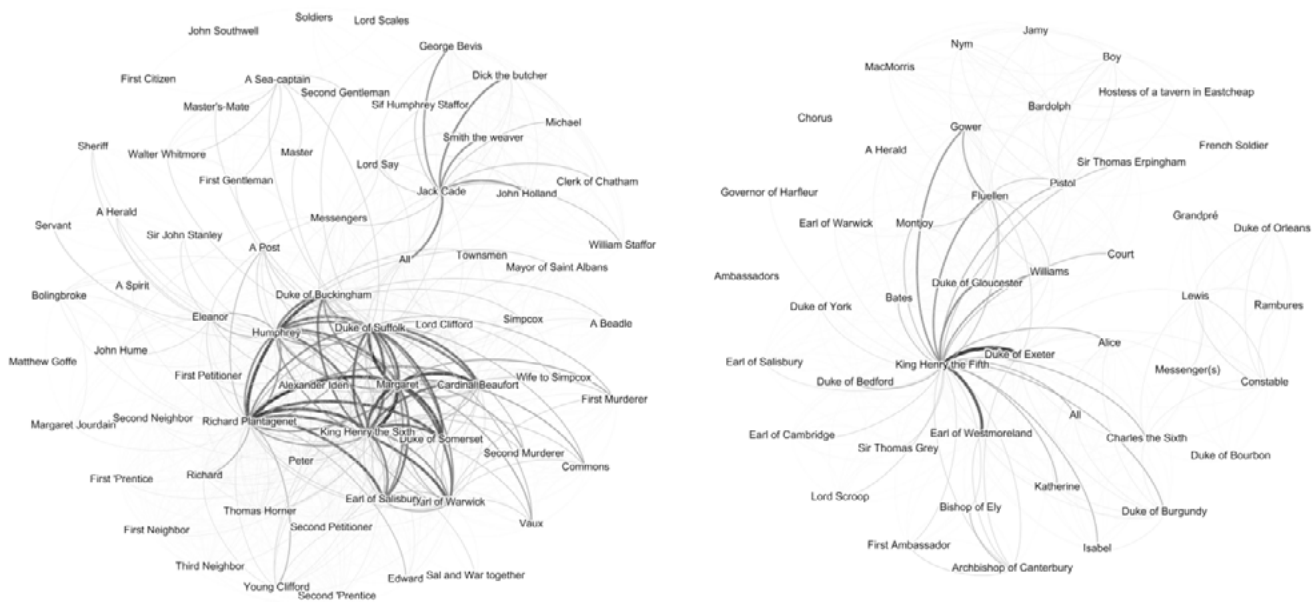 Soldiers
Lord Scales
John Southwell
George Bevis
First Citizen
A Sea-captain
Dick the butcher
Second Gentleman
Master's-Mate
Sif Humphrey Staffor
Michael
Smith the weaver
Sheriff
Walter Whitmore
Master
Lord Say
First Gentleman
Jack Cade
John Holland
Clerk of Chatham
A Herald
Messengers
Servant
Sir John Stanley
A Post
William Staffor
All
Townsmen
Mayor of Saint Albans
A Spirit
Bolingbroke
Duke of Buckingham
Eleanor
Humphrey
Duke of Suffolk
Lord Clifford
Simpcox
A Beadle
Matthew Goffe
John Hume
First Petitioner
Alexander Iden
Margaret
Cardinal Beaufort
Wife to Simpcox
First Murderer
Margaret Jourdain
Second Neighbor
Richard Plantagenet
King Henry the Sixth
Duke of Somerset
Second Murderer
Commons
Peter
First 'Prentice
Richard
Earl of Salisbury
Earl of Warwick
Thomas Horner
Second Petitioner
Vaux
First Neighbor
Third Neighbor
Young Clifford
Second 'Prentice
Edward
Sal and War together
Jamy
Nym
Boy
MacMorris
Hostess of a tavern in Eastcheap
Bardolph
Chorus
Gower
A Herald
French Soldier
Sir Thomas Erpingham
Pistol
Governor of Harfleur
Fluellen
Earl of Warwick
Montjoy
Grandpré
Duke of Orleans
Court
Ambassadors
Williams
Duke of Gloucester
Bates
Duke of York
Lewis
Rambures
Alice
Duke of Exeter
King Henry the Fifth
Earl of Salisbury
Duke of Bedford
Messenger(s)
Constable
All
Earl of Cambridge
Earl of Westmoreland
Sir Thomas Grey
Charles the Sixth
Duke of Bourbon
Lord Scroop
Katherine
Bishop of Ely
Duke of Burgundy
First Ambassador
Isabel
Archbishop of Canterbury